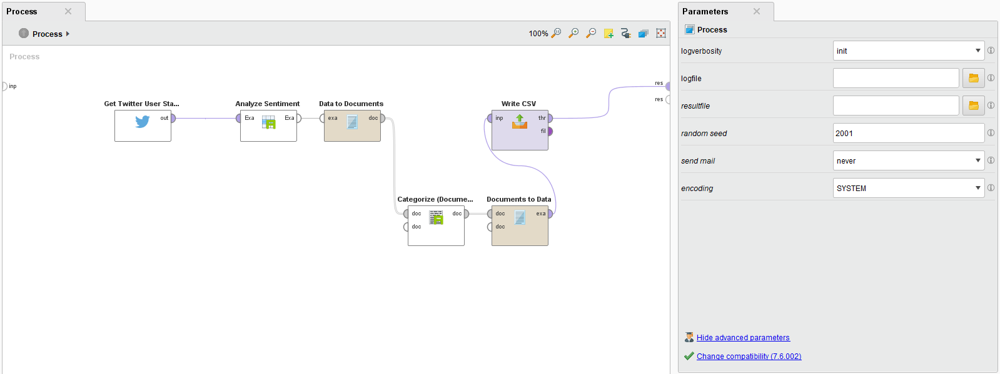 Process
Process
100%
Process
inp
res
res
Get Twitter User Sta...
out
Analyze Sentiment
Exa
Exa
Data to Documents
exa
doc
Write CSV
inp
thr
fil
Categorize (Docume...
doc
doc
doc
Documents to Data
doc
exa
doc
Parameters
Process
logverbosity
init
logfile
resultfile
random seed
2001
send mail
never
encoding
SYSTEM
Hide advanced parameters
Change compatibility (7.6.002)